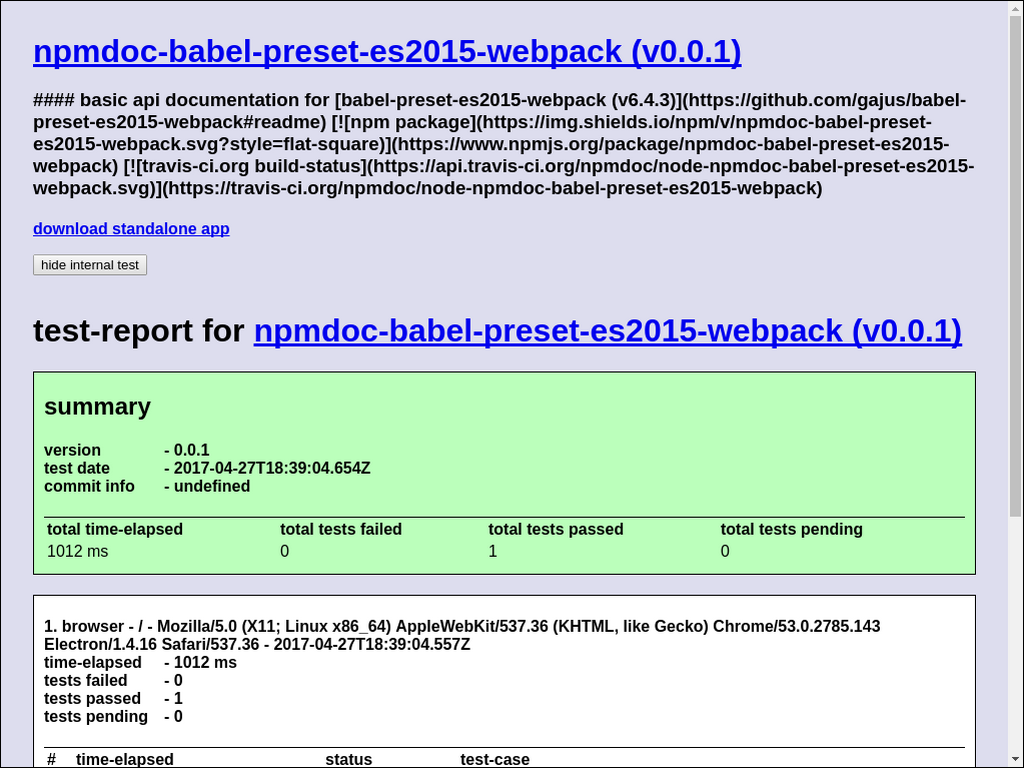 npmdoc-babel-preset-es2015-webpack (v0.0.1)
#### basic api documentation for [babel-preset-es2015-webpack (v6.4.3)](https://github.com/gajus/babel-
preset-es2015-webpack#readme) [![npm package](https://img.shields.io/npm/v/npmdoc-babel-preset-
es2015-webpack.svg?style=flat-square)](https://www.npmjs.org/package/npmdoc-babel-preset-es2015-
webpack) [![travis-ci.org build-status](https://api.travis-ci.org/npmdoc/node-npmdoc-babel-preset-es2015-
webpack.svg)](https://travis-ci.org/npmdoc/node-npmdoc-babel-preset-es2015-webpack)
download standalone app
hide internal test
test-report for npmdoc-babel-preset-es2015-webpack (v0.0.1)
summary
version - 0.0.1
test date - 2017-04-27T18:39:04.654Z
commit info - undefined
total time-elapsed total tests failed total tests passed total tests pending
1012 ms 0 1 0
1. browser - / - Mozilla/5.0 (X11; Linux x86_64) AppleWebKit/537.36 (KHTML, like Gecko) Chrome/53.0.2785.143
Electron/1.4.16 Safari/537.36 - 2017-04-27T18:39:04.557Z
time-elapsed - 1012 ms
tests failed - 0
tests passed - 1
tests pending - 0
# time-elapsed status test-case